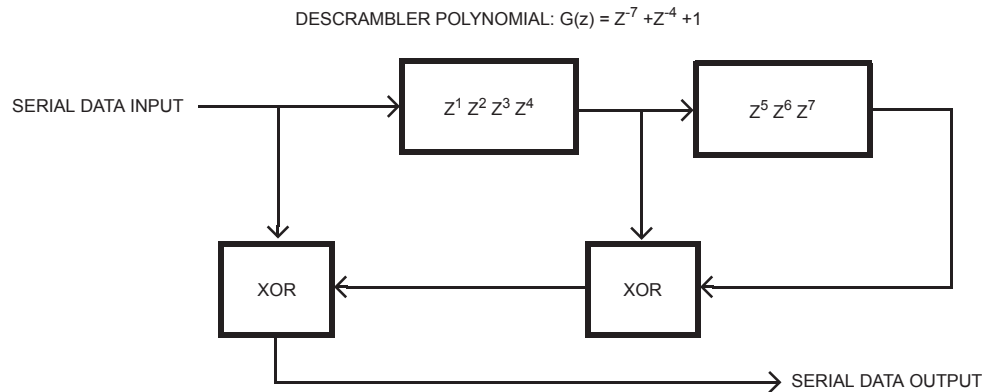 DESCRAMBLER POLYNOMIAL: G(z) = Z⁻⁷ +Z⁻⁴ +1
SERIAL DATA INPUT
Z¹ Z² Z³ Z⁴
Z⁵ Z⁶ Z⁷
XOR
XOR
SERIAL DATA OUTPUT